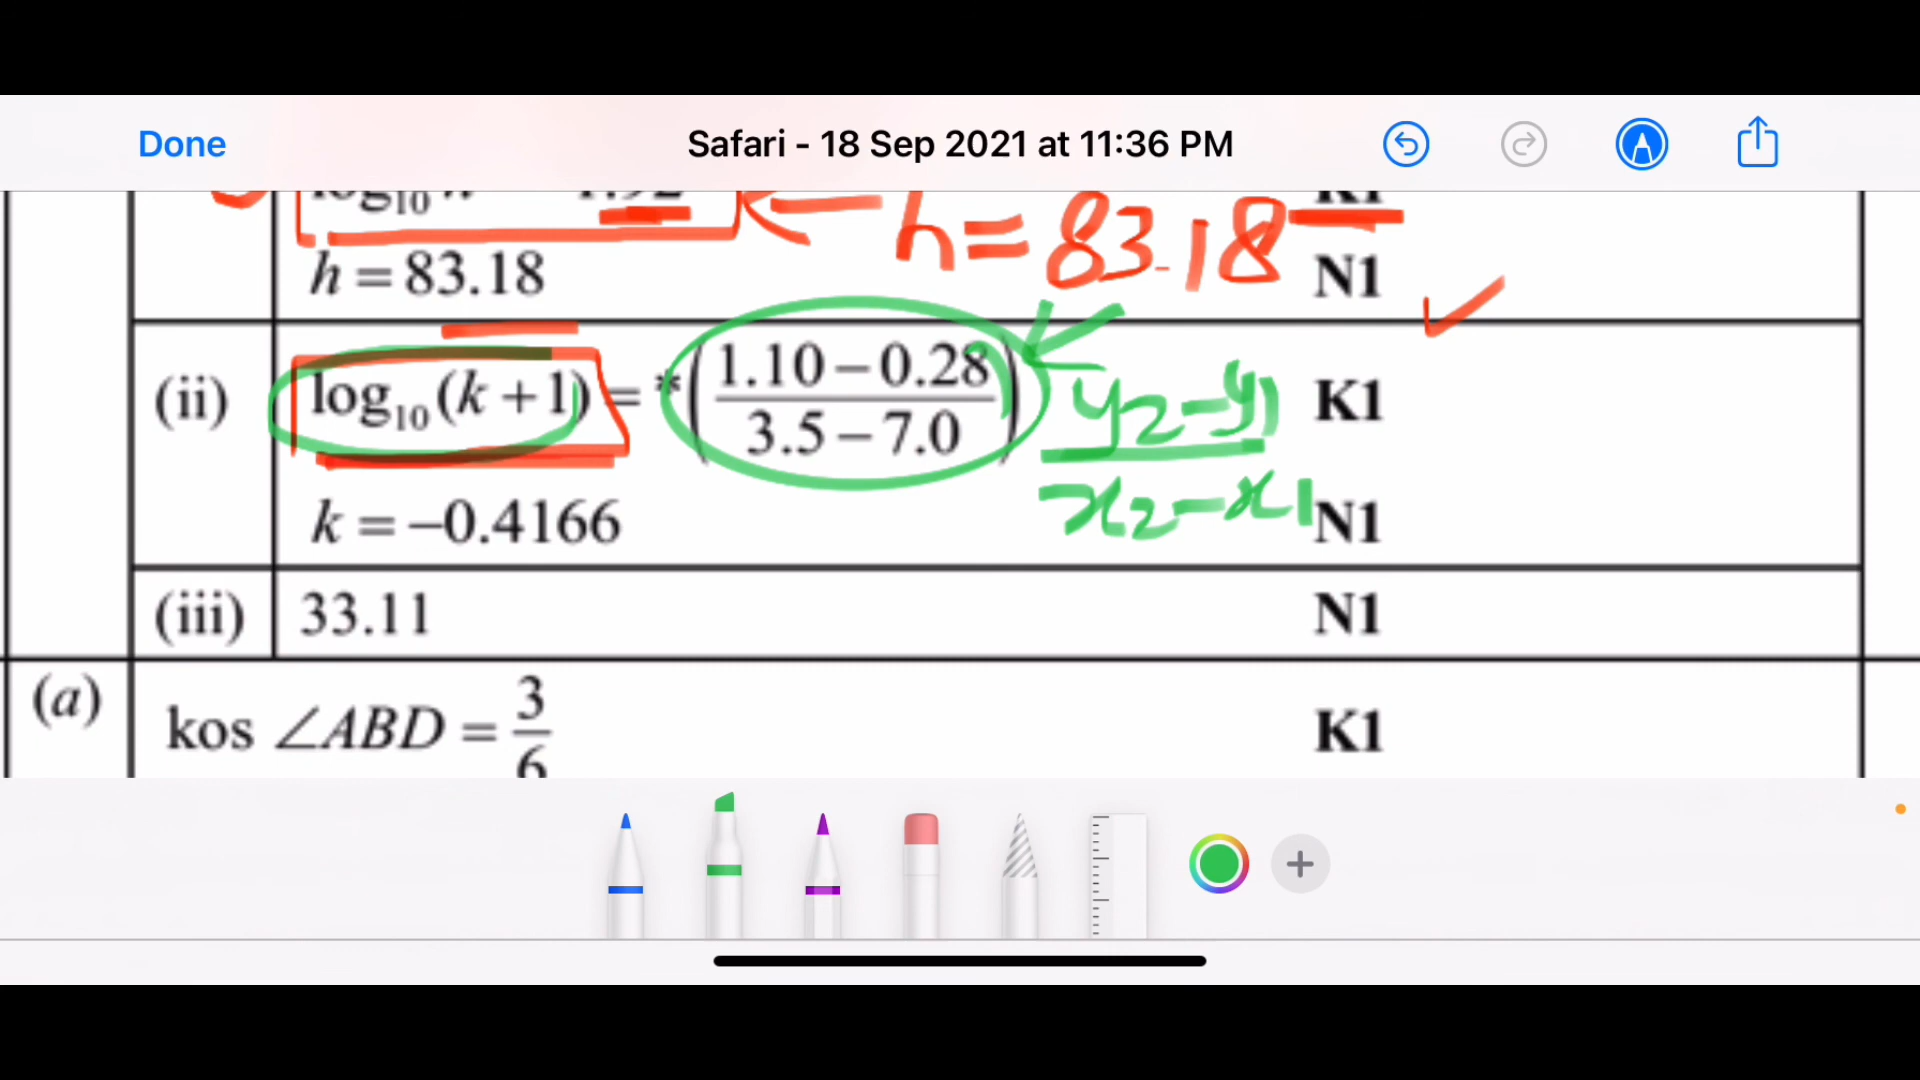 Done
Safari - 18 Sep 2021 at 11:36 PM
h = 83.18
h = 83.18 N1
(ii) log₁₀ (k + 1) = *( (1.10 – 0.28) / (3.5 – 7.0) ) K1
y2-y1
x2-x1
k = –0.4166 N1
(iii) 33.11 N1
(a) kos ∠ABD = 3/6 K1